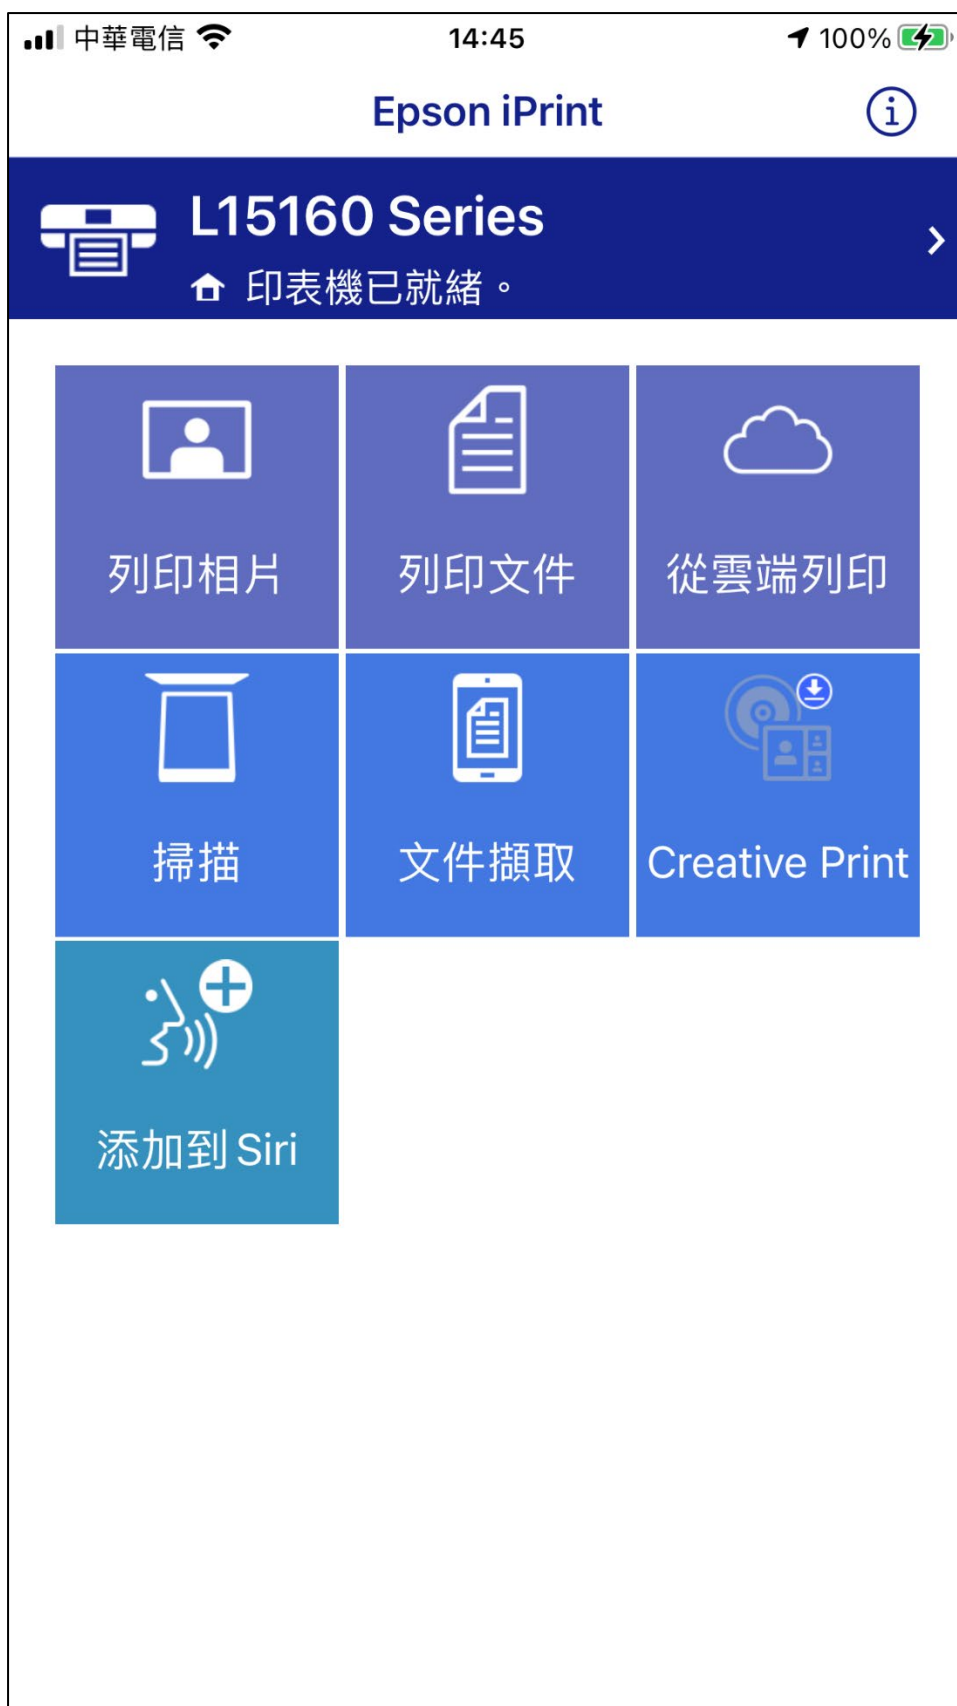 中華電信 14:45 100%
Epson iPrint
L15160 Series
印表機已就緒。
列印相片 列印文件 從雲端列印
掃描 文件擷取 Creative Print
添加到 Siri